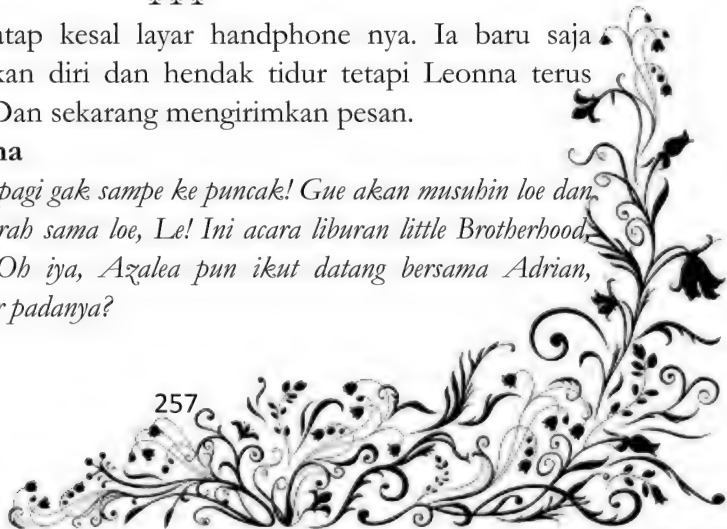 atap kesal layar handphone nya. Ia baru saja
kan diri dan hendak tidur tetapi Leonna terus
Dan sekarang mengirimkan pesan.
na
pagi gak sampe ke puncak! Gue akan musuhin loe dan
rah sama loe, Le! Ini acara liburan little Brotherhood,
Oh iya, Azalea pun ikut datang bersama Adrian,
r padanya?
257